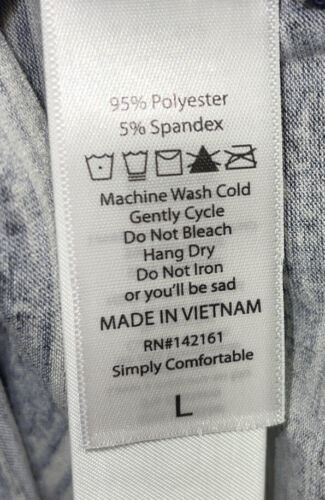 95% Polyester
5% Spandex
Machine Wash Cold
Gently Cycle
Do Not Bleach
Hang Dry
Do Not Iron
or you'll be sad
MADE IN VIETNAM
RN#142161
Simply Comfortable
L